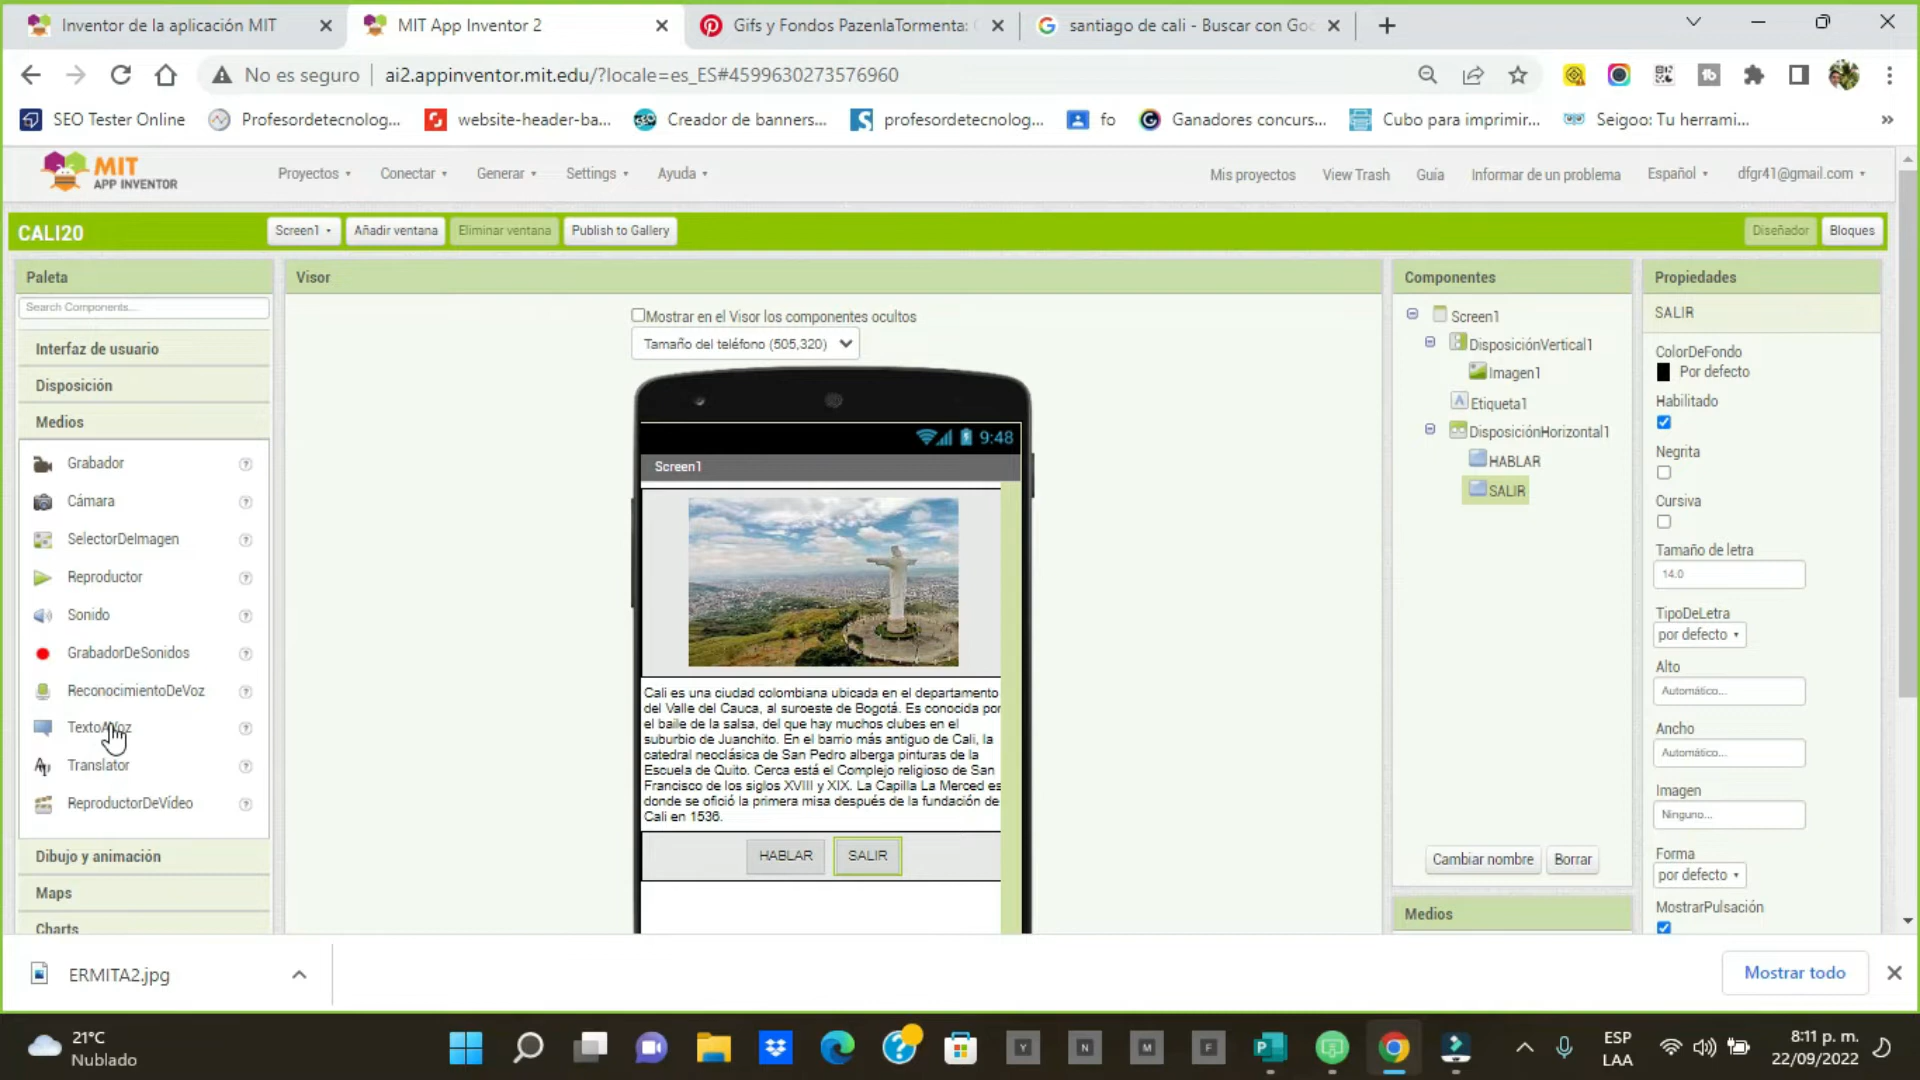 Inventor de la aplicación MIT
MIT App Inventor 2
Gifs y Fondos PazenlaTormenta:
santiago de cali - Buscar con Goo
No es seguro
ai2.appinventor.mit.edu/?locale=es_ES#4599630273576960
SEO Tester Online
Profesordetecnolog...
website-header-ba...
Creador de banners...
profesordetecnolog...
fo
Ganadores concurs...
Cubo para imprimir...
Seigoo: Tu herrami...
»
MIT
APP INVENTOR
Proyectos
Conectar
Generar
Settings
Ayuda
Mis proyectos
View Trash
Guía
Informar de un problema
Español
dfgr41@gmail.com
CALI20
Screen1
Añadir ventana
Eliminar ventana
Publish to Gallery
Diseñador
Bloques
Paleta
Search Components...
Interfaz de usuario
Disposición
Medios
Grabador
Cámara
SelectorDeImagen
Reproductor
Sonido
GrabadorDeSonidos
ReconocimientoDeVoz
TextoAVoz
Translator
ReproductorDeVídeo
Dibujo y animación
Maps
Charts
Visor
Mostrar en el Visor los componentes ocultos
Tamaño del teléfono (505,320)
9:48
Screen1
Cali es una ciudad colombiana ubicada en el departamento
del Valle del Cauca, al suroeste de Bogotá. Es conocida por
el baile de la salsa, del que hay muchos clubes en el
suburbio de Juanchito. En el barrio más antiguo de Cali, la
catedral neoclásica de San Pedro alberga pinturas de la
Escuela de Quito. Cerca está el Complejo religioso de San
Francisco de los siglos XVIII y XIX. La Capilla La Merced es
donde se ofició la primera misa después de la fundación de
Cali en 1536.
HABLAR
SALIR
Componentes
Screen1
DisposiciónVertical1
Imagen1
Etiqueta1
DisposiciónHorizontal1
HABLAR
SALIR
Cambiar nombre
Borrar
Medios
Propiedades
SALIR
ColorDeFondo
Por defecto
Habilitado
Negrita
Cursiva
Tamaño de letra
14.0
TipoDeLetra
por defecto
Alto
Automático...
Ancho
Automático...
Imagen
Ninguno...
Forma
por defecto
MostrarPulsación
ERMITA2.jpg
Mostrar todo
21°C
Nublado
Y
N
M
F
ESP
LAA
8:11 p. m.
22/09/2022